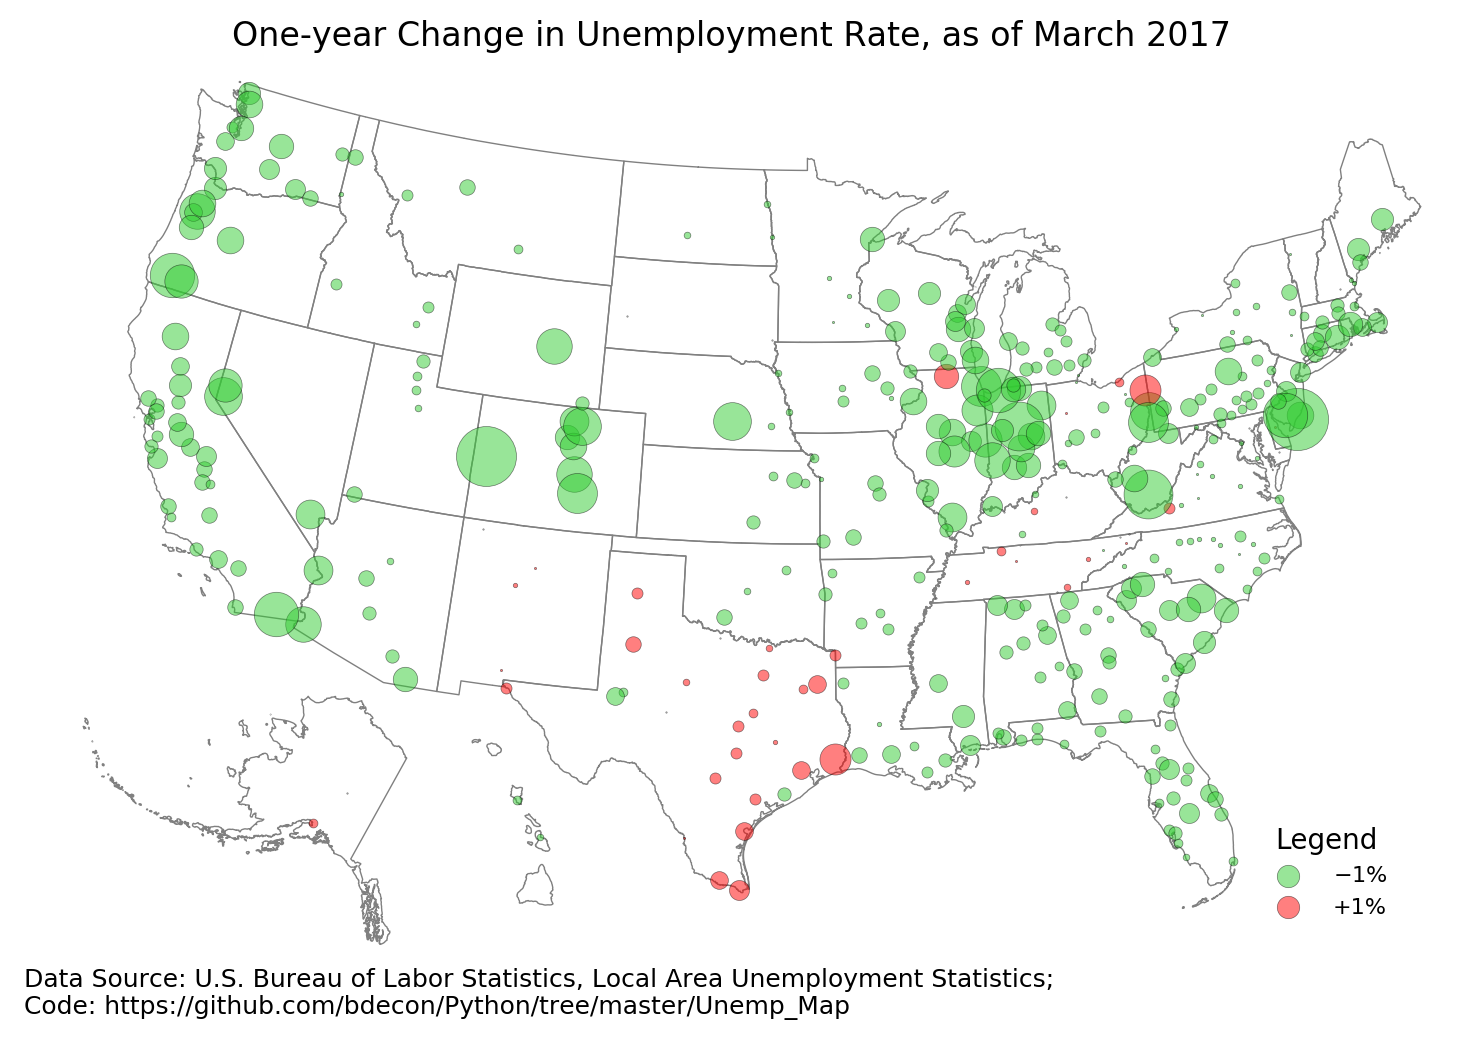 One-year Change in Unemployment Rate, as of March 2017
Legend
−1%
+1%
Data Source: U.S. Bureau of Labor Statistics, Local Area Unemployment Statistics;
Code: https://github.com/bdecon/Python/tree/master/Unemp_Map